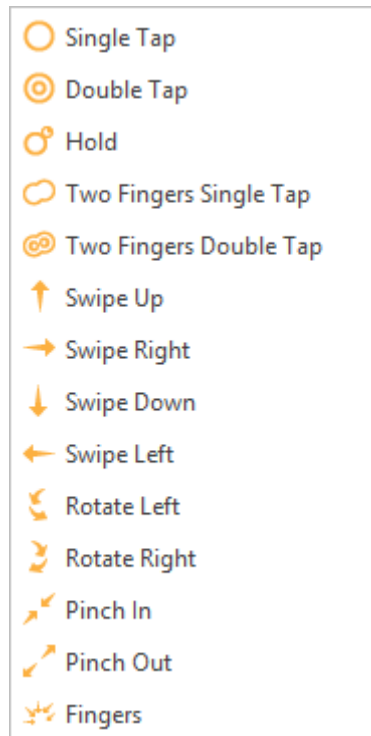 Single Tap
Double Tap
Hold
Two Fingers Single Tap
Two Fingers Double Tap
Swipe Up
Swipe Right
Swipe Down
Swipe Left
Rotate Left
Rotate Right
Pinch In
Pinch Out
Fingers